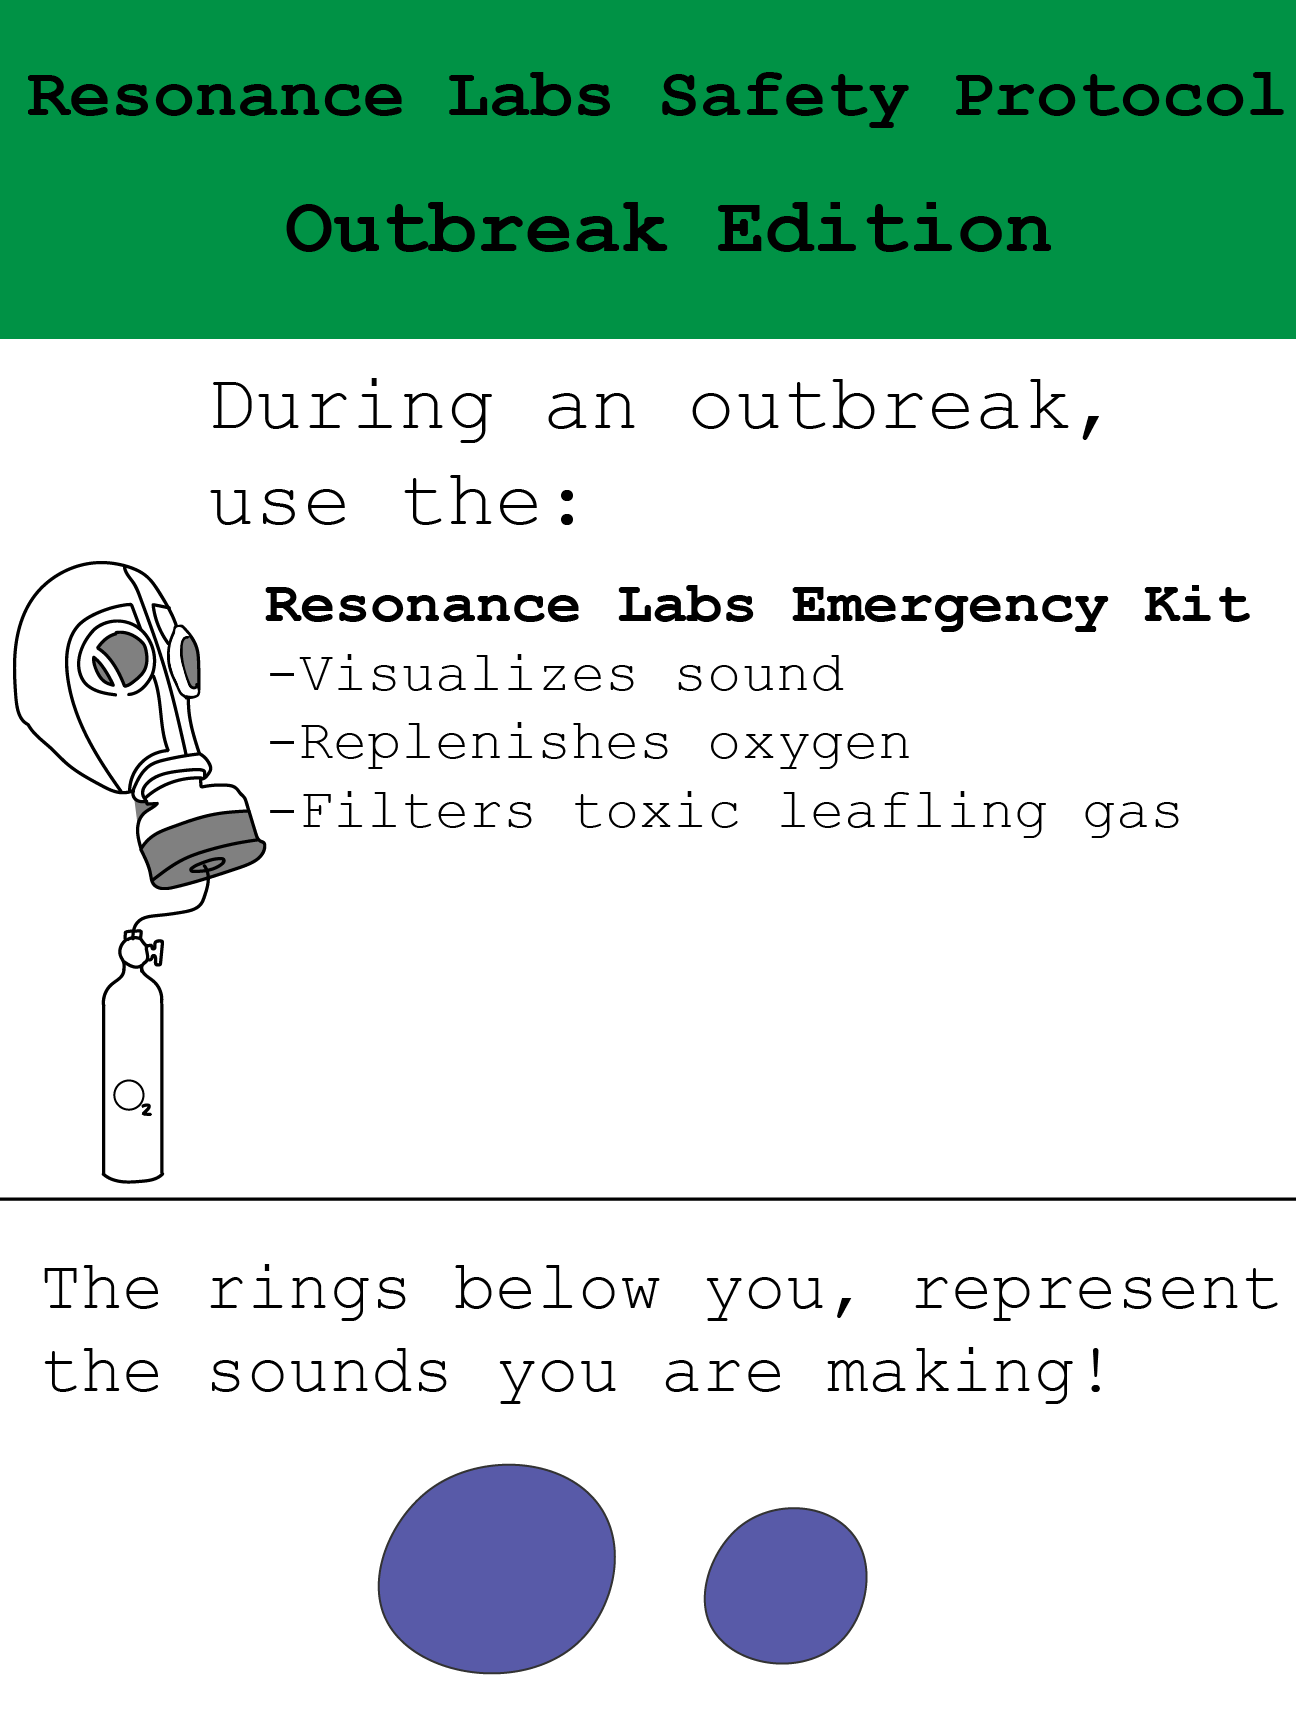 Resonance Labs Safety Protocol
Outbreak Edition
During an outbreak,
use the:
Resonance Labs Emergency Kit
-Visualizes sound
-Replenishes oxygen
-Filters toxic leafling gas
O2
The rings below you, represent
the sounds you are making!